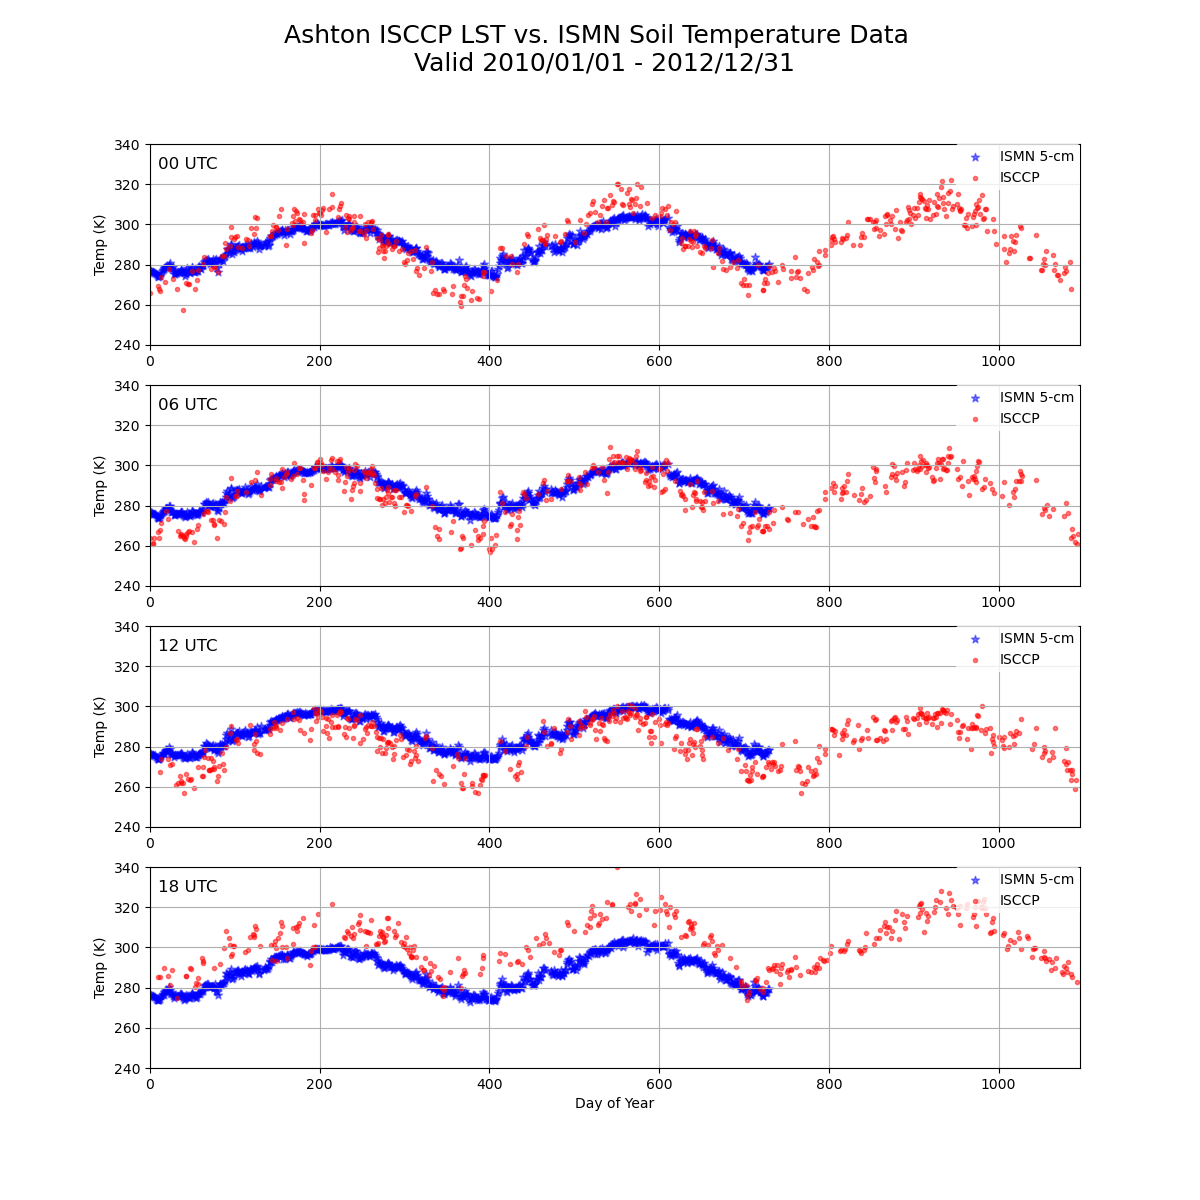 Ashton ISCCP LST vs. ISMN Soil Temperature Data
Valid 2010/01/01 - 2012/12/31
340
320
300
280
260
240
Temp (K)
00 UTC
ISMN 5-cm
ISCCP
0 200 400 600 800 1000
340
320
300
280
260
240
Temp (K)
06 UTC
ISMN 5-cm
ISCCP
0 200 400 600 800 1000
340
320
300
280
260
240
Temp (K)
12 UTC
ISMN 5-cm
ISCCP
0 200 400 600 800 1000
340
320
300
280
260
240
Temp (K)
18 UTC
ISMN 5-cm
ISCCP
0 200 400 600 800 1000
Day of Year